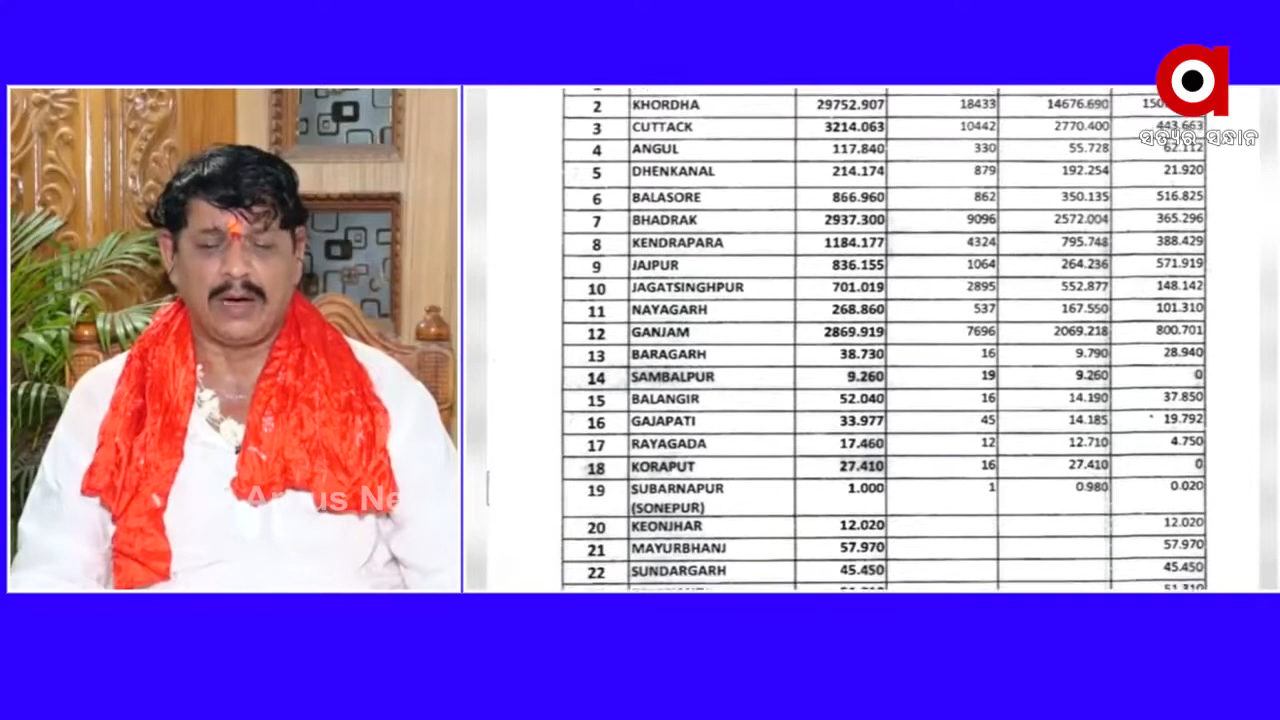 ସତ୍ୟର ସନ୍ଧାନ
2 KHORDHA 29752.907 18433 14676.690
3 CUTTACK 3214.063 10442 2770.400 443.663
4 ANGUL 117.840 330 55.728 62.112
5 DHENKANAL 214.174 879 192.254 21.920
6 BALASORE 866.960 862 350.135 516.825
7 BHADRAK 2937.300 9096 2572.004 365.296
8 KENDRAPARA 1184.177 4324 795.748 388.429
9 JAJPUR 836.155 1064 264.236 571.919
10 JAGATSINGHPUR 701.019 2895 552.877 148.142
11 NAYAGARH 268.860 537 167.550 101.310
12 GANJAM 2869.919 7696 2069.218 800.701
13 BARAGARH 38.730 16 9.790 28.940
14 SAMBALPUR 9.260 19 9.260 0
15 BALANGIR 52.040 16 14.190 37.850
16 GAJAPATI 33.977 45 14.185 19.792
17 RAYAGADA 17.460 12 12.710 4.750
18 KORAPUT 27.410 16 27.410 0
19 SUBARNAPUR 1.000 1 0.980 0.020
(SONEPUR)
20 KEONJHAR 12.020 12.020
21 MAYURBHANJ 57.970 57.970
22 SUNDARGARH 45.450 45.450